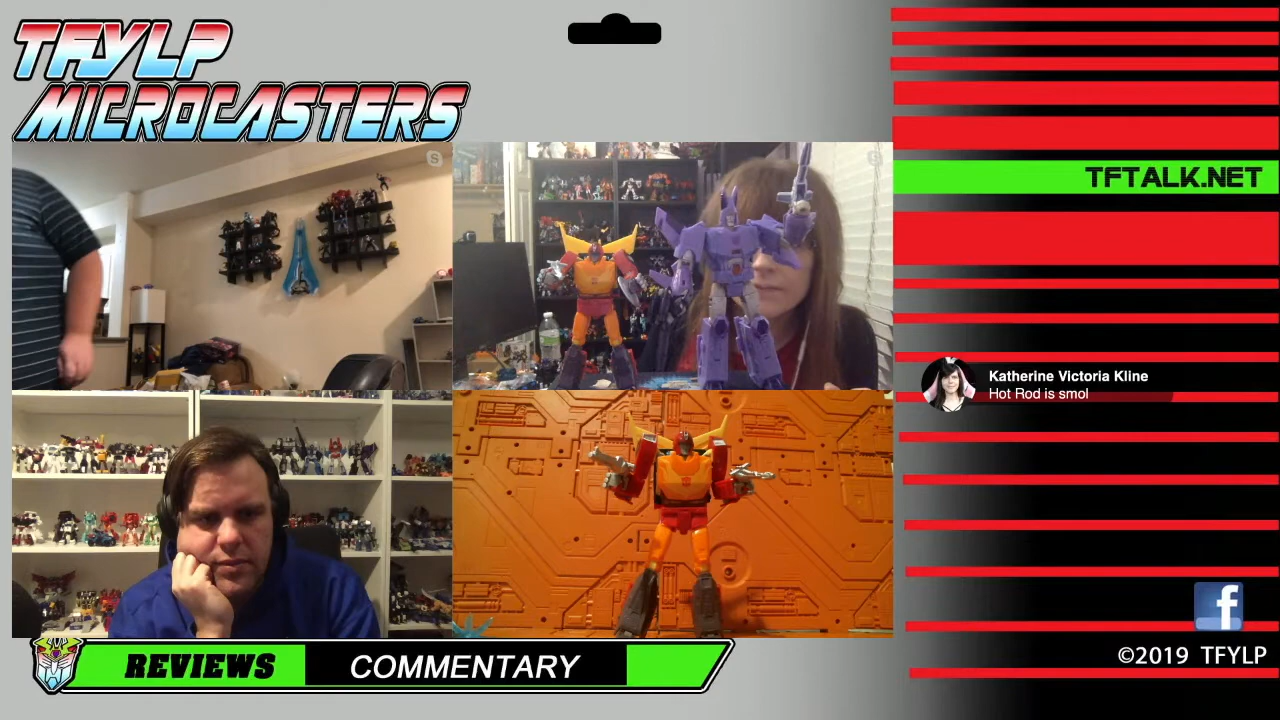 TFYLP
MICROCASTERS
TFTALK.NET
Katherine Victoria Kline
Hot Rod is smol
f
©2019 TFYLP
REVIEWS
COMMENTARY